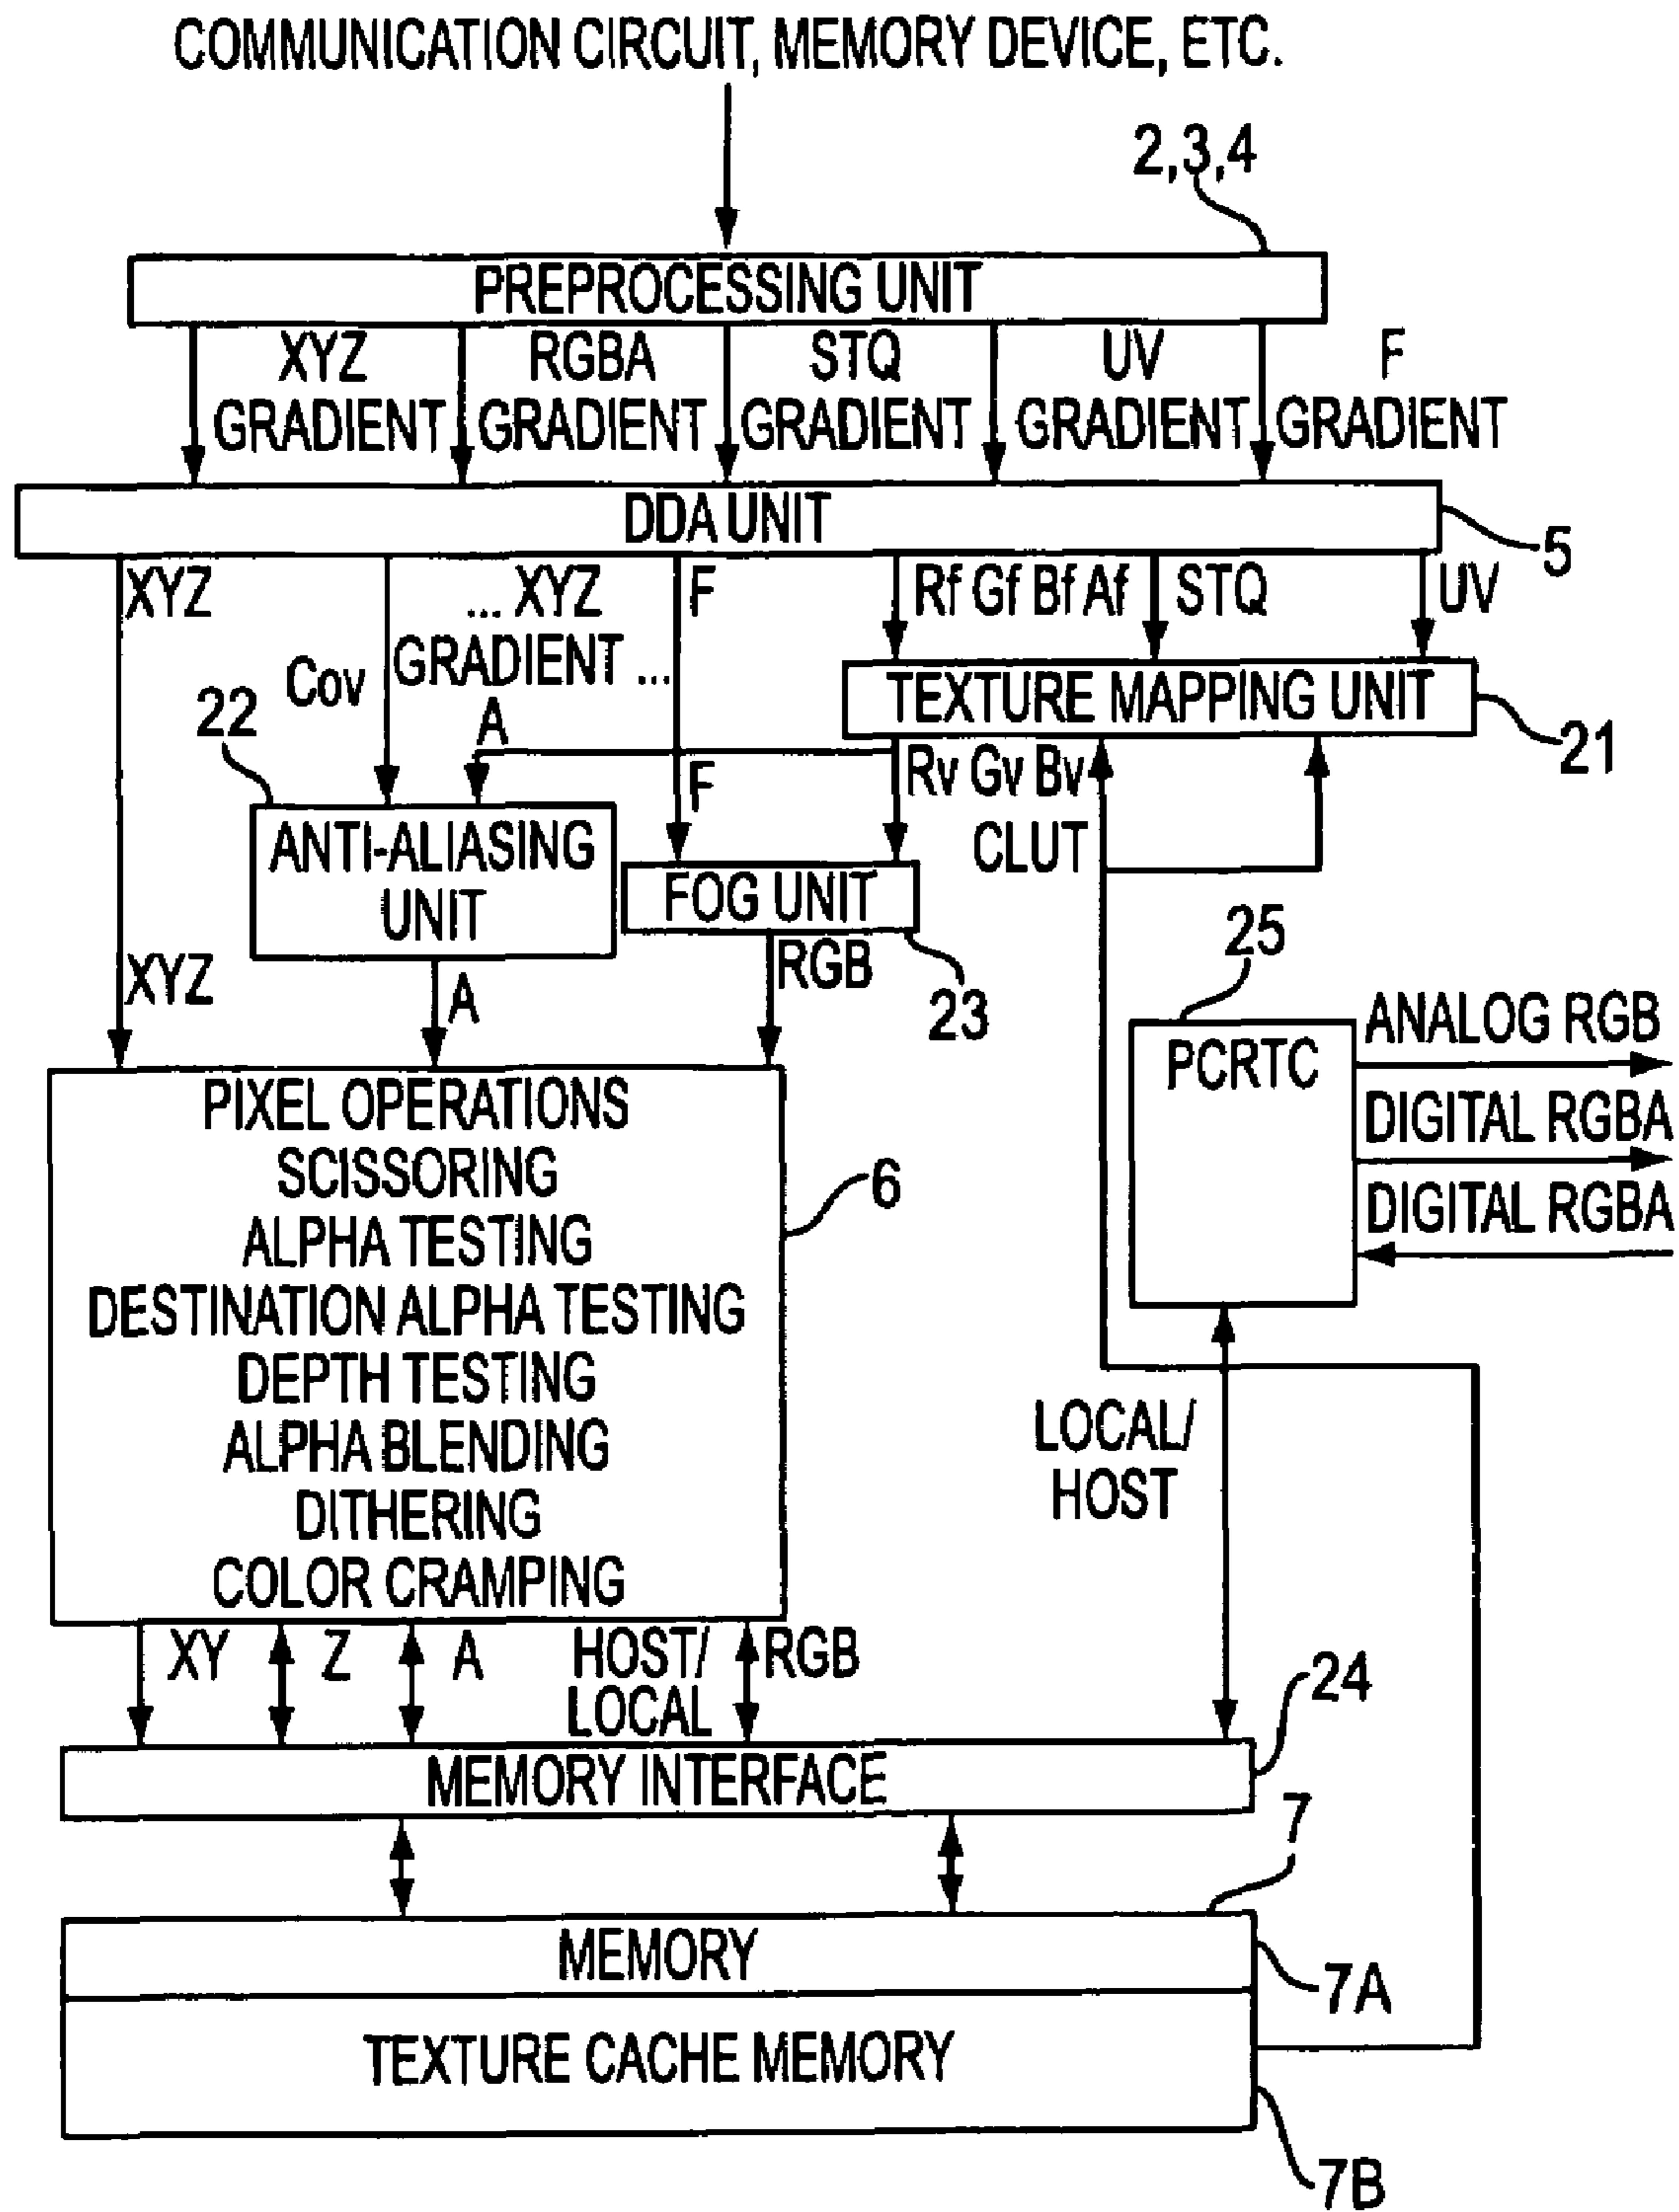 COMMUNICATION CIRCUIT, MEMORY DEVICE, ETC.
2,3,4
PREPROCESSING UNIT
XYZ GRADIENT
RGBA GRADIENT
STQ GRADIENT
UV GRADIENT
F GRADIENT
DDA UNIT
5
XYZ
Cov
... XYZ
GRADIENT ...
F
Rf Gf Bf Af
STQ
UV
TEXTURE MAPPING UNIT
21
22
A
F
Rv Gv Bv
CLUT
ANTI-ALIASING
UNIT
FOG UNIT
23
XYZ
A
RGB
25
PCRTC
ANALOG RGB
DIGITAL RGBA
DIGITAL RGBA
PIXEL OPERATIONS
SCISSORING
ALPHA TESTING
DESTINATION ALPHA TESTING
DEPTH TESTING
ALPHA BLENDING
DITHERING
COLOR CRAMPING
6
LOCAL/
HOST
XY
Z
A
HOST/
LOCAL
RGB
24
MEMORY INTERFACE
7
MEMORY
7A
TEXTURE CACHE MEMORY
7B